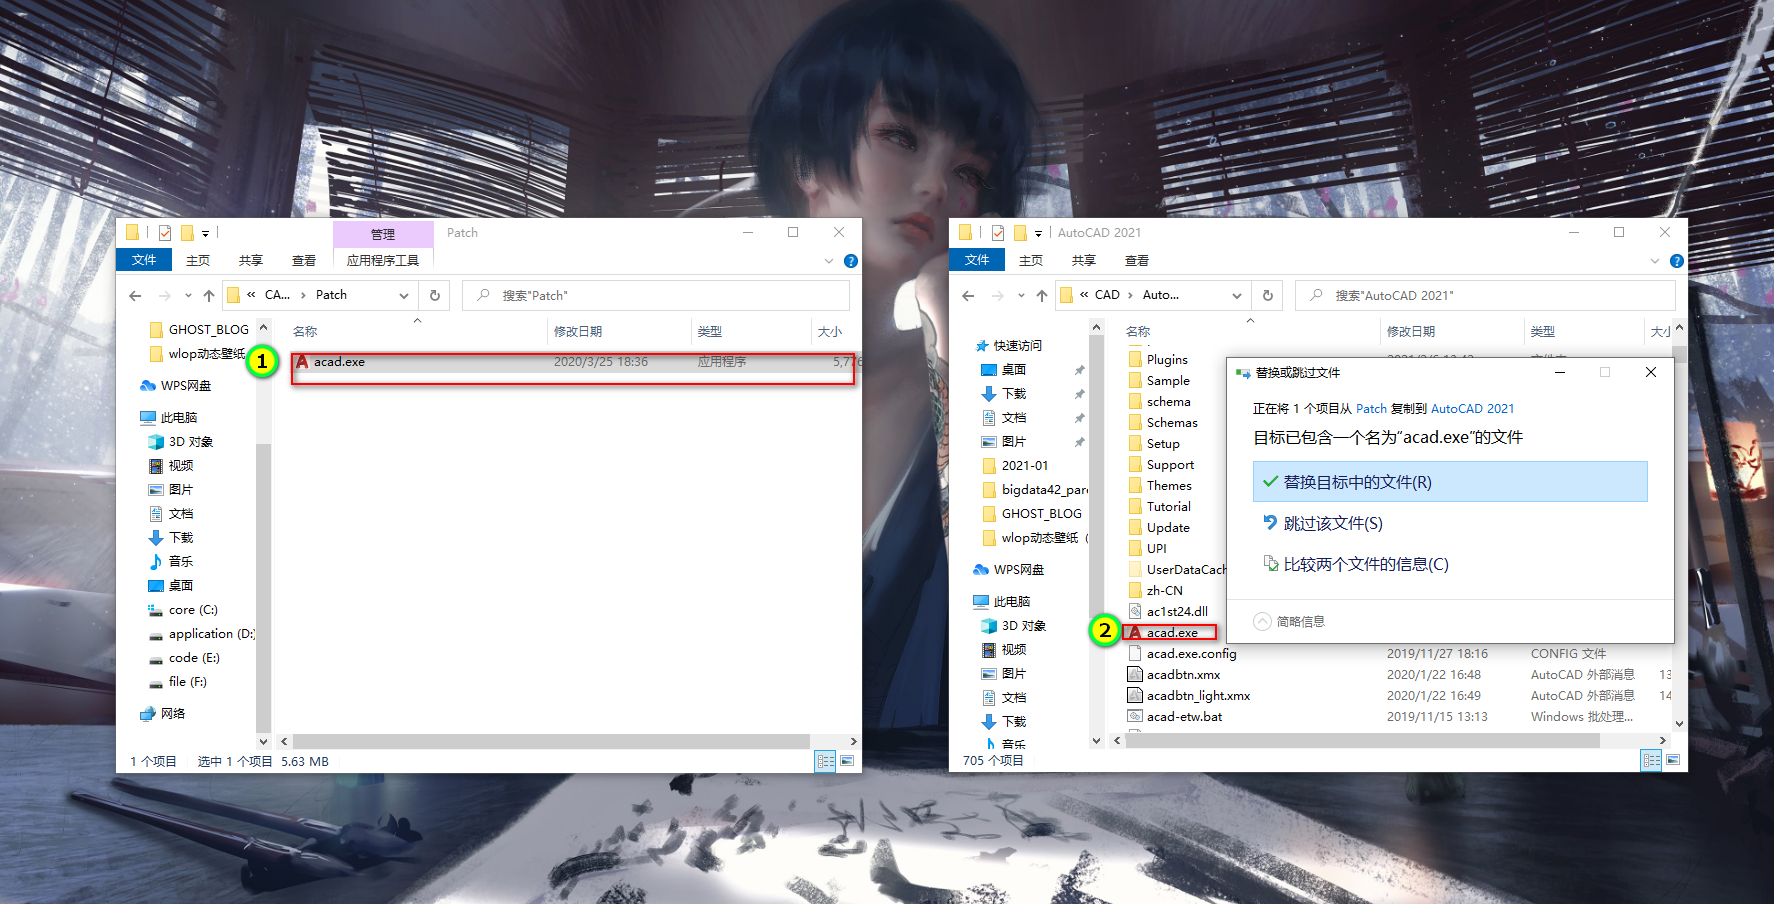 管理
Patch
文件
主页
共享
查看
应用程序工具
« CA... › Patch
搜索"Patch"
GHOST_BLOG
wlop动态壁纸
WPS网盘
此电脑
3D 对象
视频
图片
文档
下载
音乐
桌面
core (C:)
application (D:)
code (E:)
file (F:)
网络
名称
修改日期
类型
大小
1
acad.exe
2020/3/25 18:36
应用程序
5,776
1 个项目
选中 1 个项目 5.63 MB
AutoCAD 2021
文件
主页
共享
查看
« CAD › Auto...
搜索"AutoCAD 2021"
快速访问
桌面
下载
文档
图片
2021-01
bigdata42_par
GHOST_BLOG
wlop动态壁纸
WPS网盘
此电脑
3D 对象
视频
图片
文档
下载
音乐
名称
修改日期
类型
大小
Plugins
Sample
schema
Schemas
Setup
Support
Themes
Tutorial
Update
UPI
UserDataCach
zh-CN
ac1st24.dll
2
acad.exe
acad.exe.config
2019/11/27 18:16
CONFIG 文件
acadbtn.xmx
2020/1/22 16:48
AutoCAD 外部消息
13
acadbtn_light.xmx
2020/1/22 16:49
AutoCAD 外部消息
14
acad-etw.bat
2019/11/15 13:13
Windows 批处理...
705 个项目
替换或跳过文件
正在将 1 个项目从 Patch 复制到 AutoCAD 2021
目标已包含一个名为“acad.exe”的文件
替换目标中的文件(R)
跳过该文件(S)
比较两个文件的信息(C)
简略信息